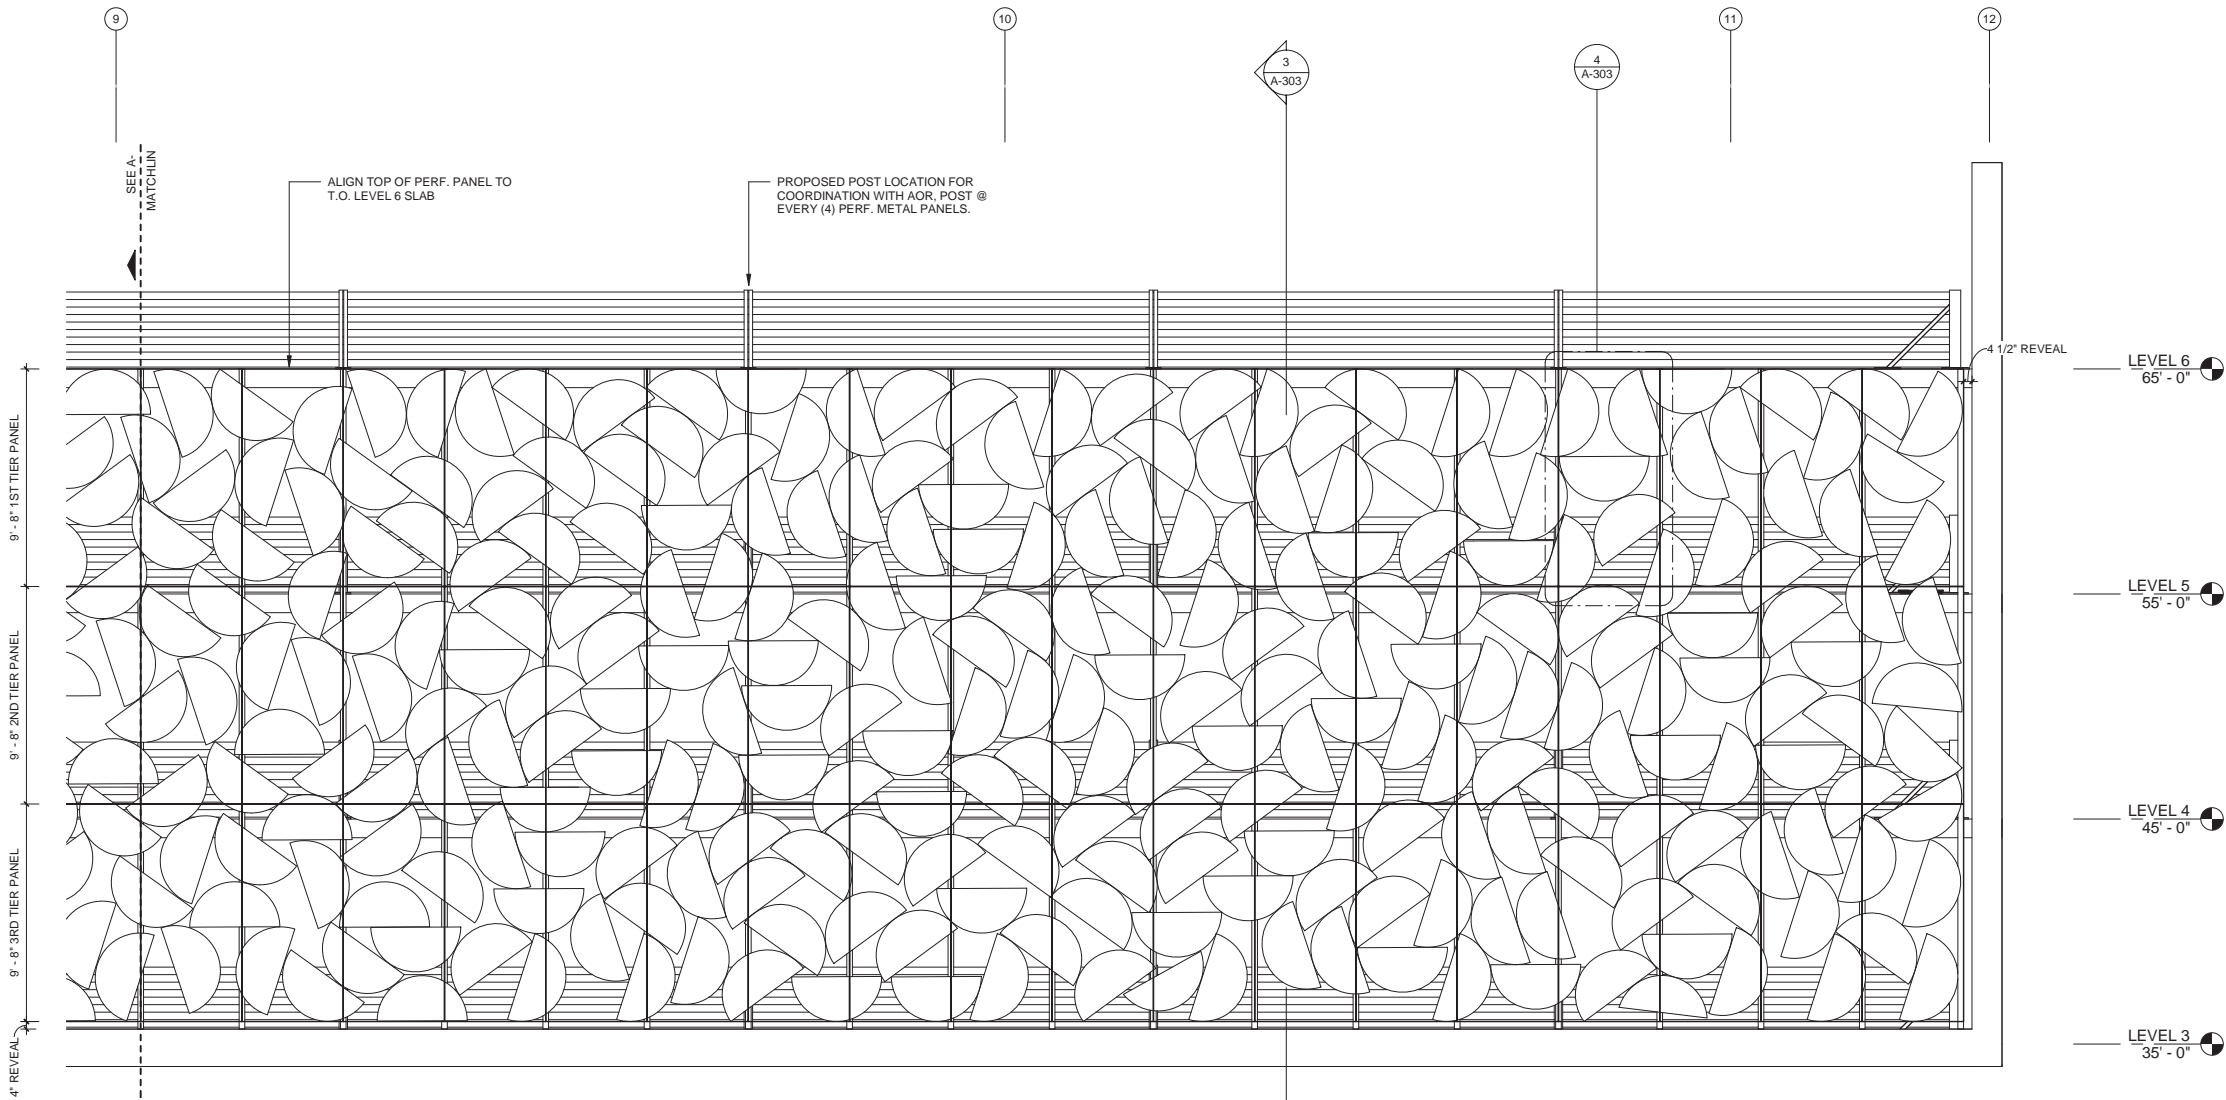 9
10
11
12
3
A-303
4
A-303
SEE A-
MATCHLIN
ALIGN TOP OF PERF. PANEL TO
T.O. LEVEL 6 SLAB
PROPOSED POST LOCATION FOR
COORDINATION WITH AOR, POST @
EVERY (4) PERF. METAL PANELS.
4 1/2" REVEAL
LEVEL 6
65' - 0"
9' - 8" 1ST TIER PANEL
LEVEL 5
55' - 0"
9' - 8" 2ND TIER PANEL
LEVEL 4
45' - 0"
9' - 8" 3RD TIER PANEL
LEVEL 3
35' - 0"
4" REVEAL